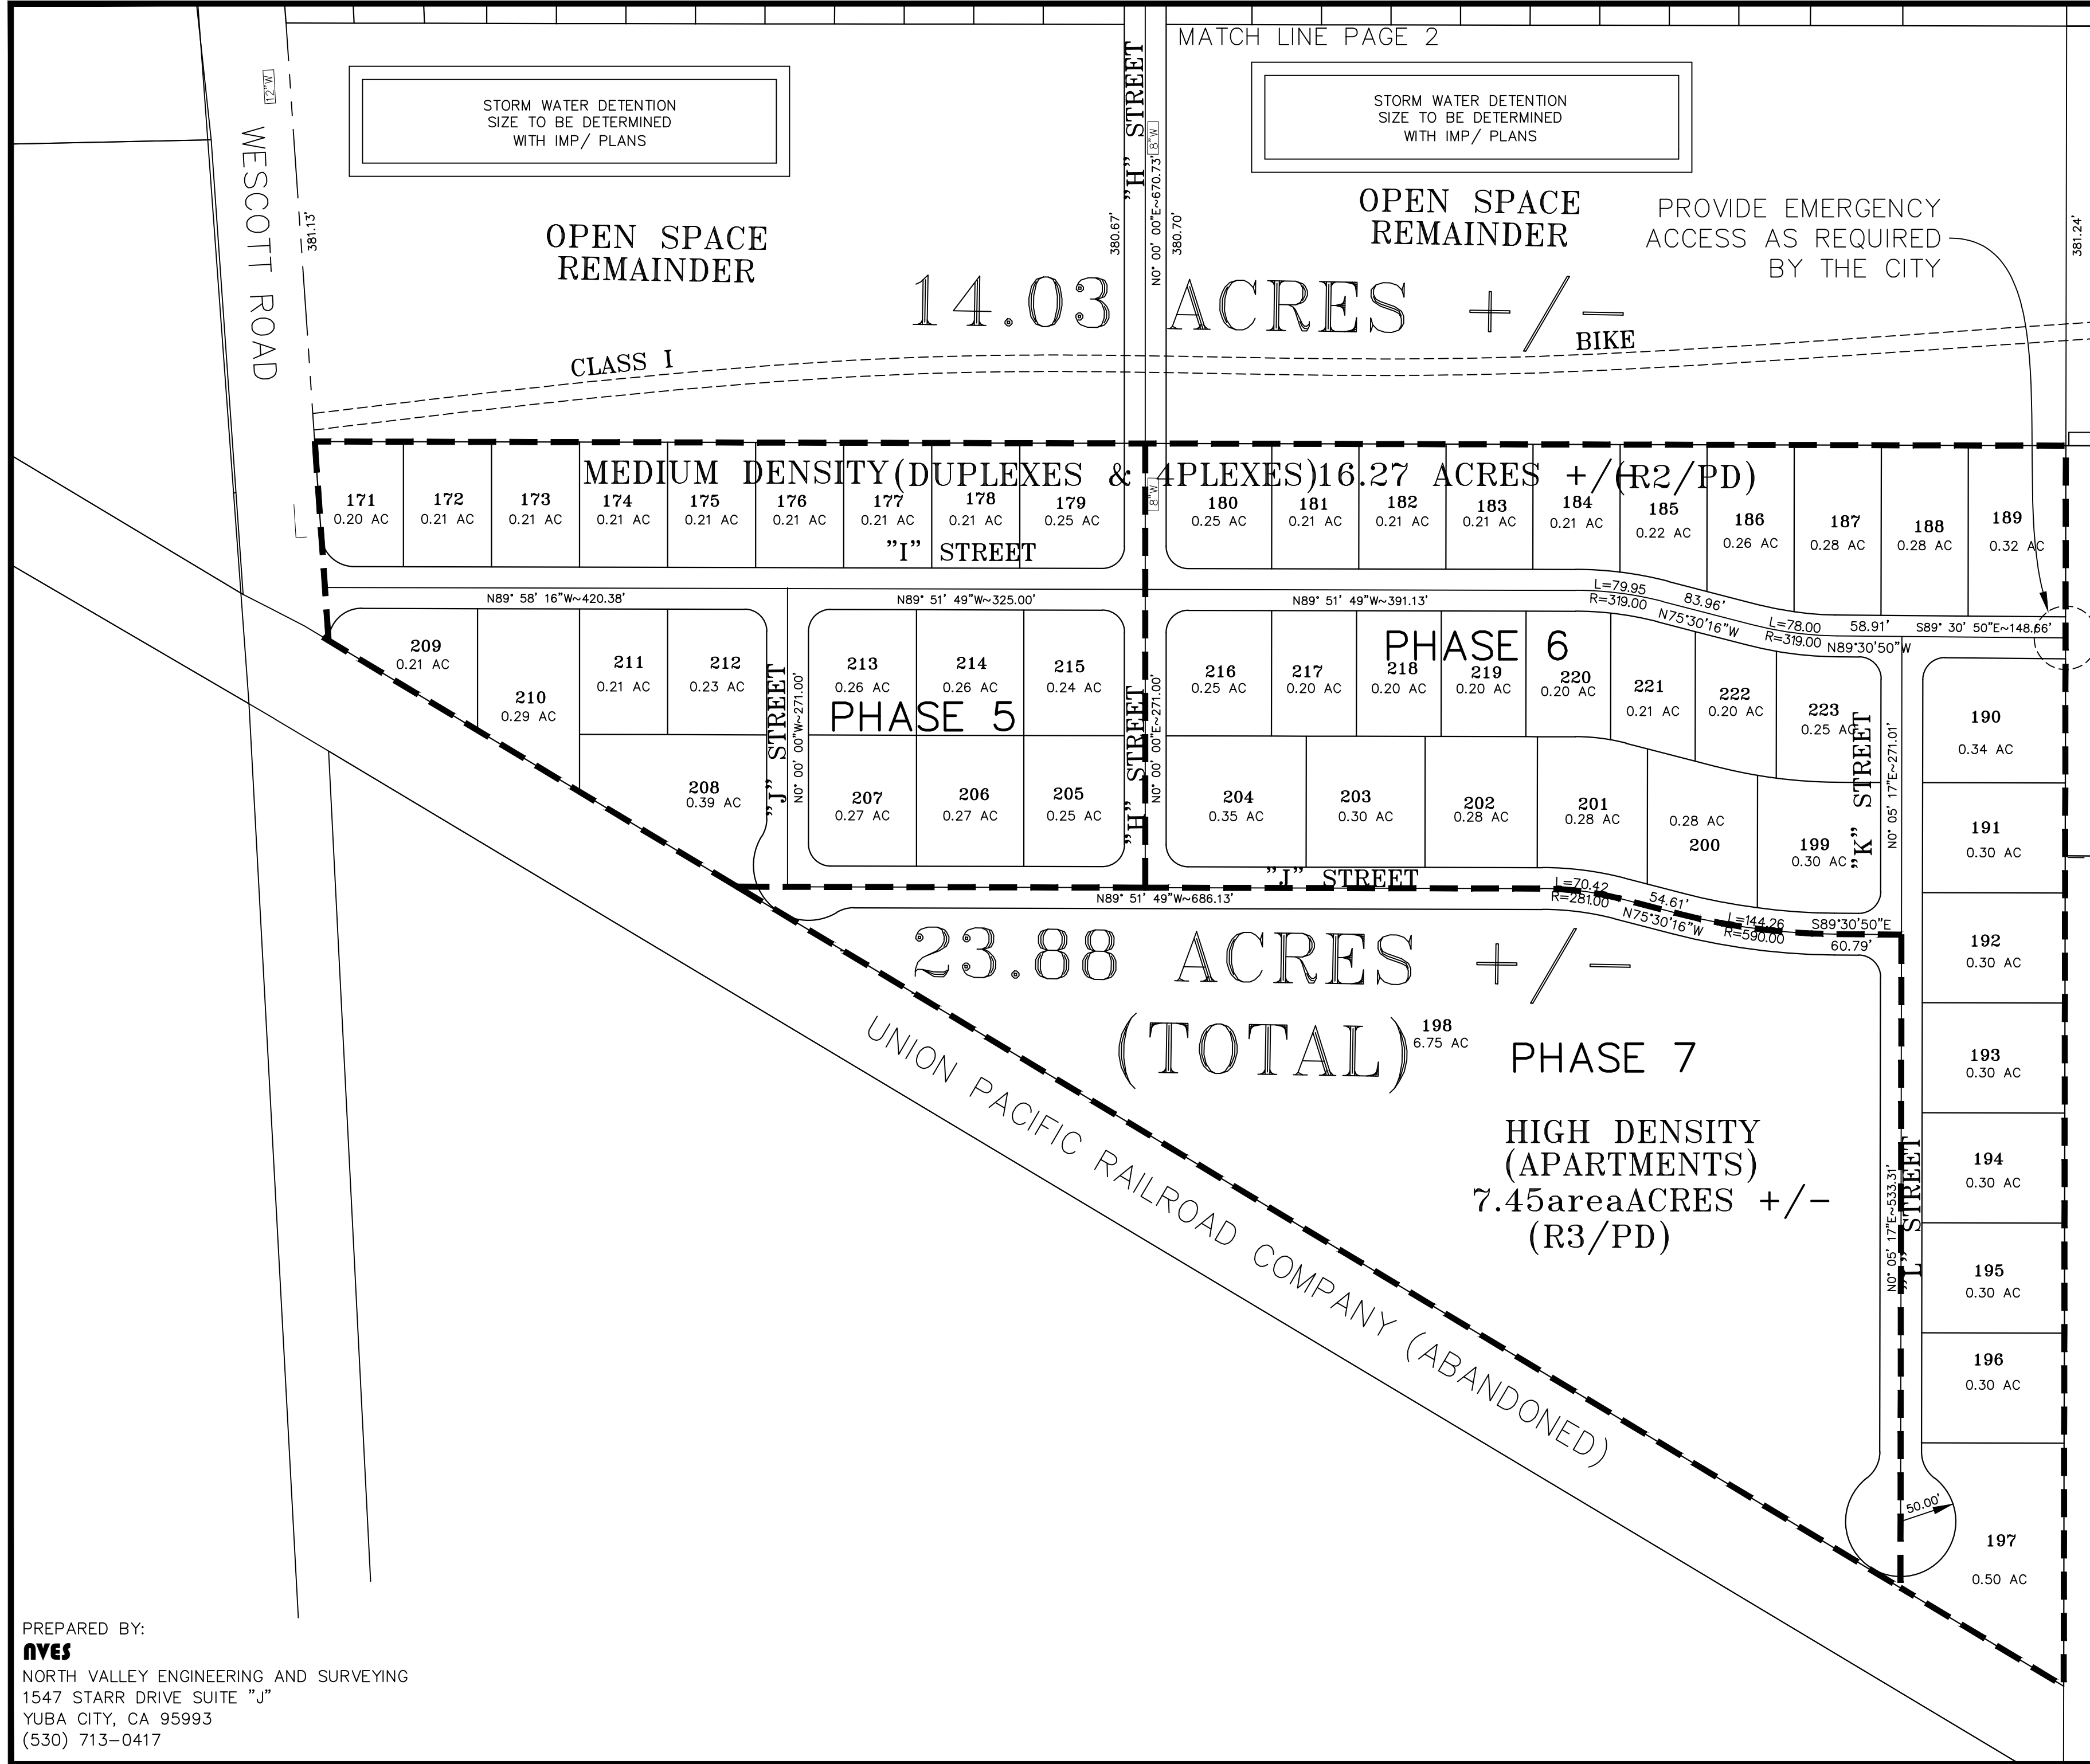 MATCH LINE PAGE 2
12"W
STORM WATER DETENTION
SIZE TO BE DETERMINED
WITH IMP/ PLANS
"H" STREET
8"W
N0° 00' 00"E~670.73'
STORM WATER DETENTION
SIZE TO BE DETERMINED
WITH IMP/ PLANS
WESCOTT ROAD
381.13'
OPEN SPACE
REMAINDER
380.67'
380.70'
OPEN SPACE
REMAINDER
PROVIDE EMERGENCY
ACCESS AS REQUIRED
BY THE CITY
381.24'
14.03 ACRES +/-
CLASS I
BIKE
MEDIUM DENSITY(DUPLEXES & 4PLEXES)16.27 ACRES +/(R2/PD)
171
0.20 AC
172
0.21 AC
173
0.21 AC
174
0.21 AC
175
0.21 AC
176
0.21 AC
177
0.21 AC
178
0.21 AC
179
0.25 AC
8"W
180
0.25 AC
181
0.21 AC
182
0.21 AC
183
0.21 AC
184
0.21 AC
185
0.22 AC
186
0.26 AC
187
0.28 AC
188
0.28 AC
189
0.32 AC
"I" STREET
N89° 58' 16"W~420.38'
N89° 51' 49"W~325.00'
N89° 51' 49"W~391.13'
L=79.95
R=319.00
83.96'
N75°30'16"W
L=78.00
R=319.00
58.91'
N89°30'50"W
S89° 30' 50"E~148.66'
209
0.21 AC
210
0.29 AC
211
0.21 AC
212
0.23 AC
"J" STREET
N0° 00' 00"W~271.00'
213
0.26 AC
214
0.26 AC
215
0.24 AC
PHASE 5
"H" STREET
N0° 00' 00"E~271.00'
PHASE 6
216
0.25 AC
217
0.20 AC
218
0.20 AC
219
0.20 AC
220
0.20 AC
221
0.21 AC
222
0.20 AC
223
0.25 AC
"K" STREET
N0° 05' 17"E~271.01'
190
0.34 AC
208
0.39 AC
207
0.27 AC
206
0.27 AC
205
0.25 AC
204
0.35 AC
203
0.30 AC
202
0.28 AC
201
0.28 AC
0.28 AC
200
199
0.30 AC
191
0.30 AC
"J" STREET
N89° 51' 49"W~686.13'
L=70.42
R=281.00
54.61'
N75°30'16"W
L=144.26
R=590.00
S89°30'50"E
60.79'
192
0.30 AC
23.88 ACRES +/-
(TOTAL)
198
6.75 AC
PHASE 7
193
0.30 AC
UNION PACIFIC RAILROAD COMPANY (ABANDONED)
HIGH DENSITY
(APARTMENTS)
7.45areaACRES +/-
(R3/PD)
N0° 05' 17"E~533.31'
"L" STREET
194
0.30 AC
195
0.30 AC
196
0.30 AC
50.00'
197
0.50 AC
PREPARED BY:
NVES
NORTH VALLEY ENGINEERING AND SURVEYING
1547 STARR DRIVE SUITE "J"
YUBA CITY, CA 95993
(530) 713-0417